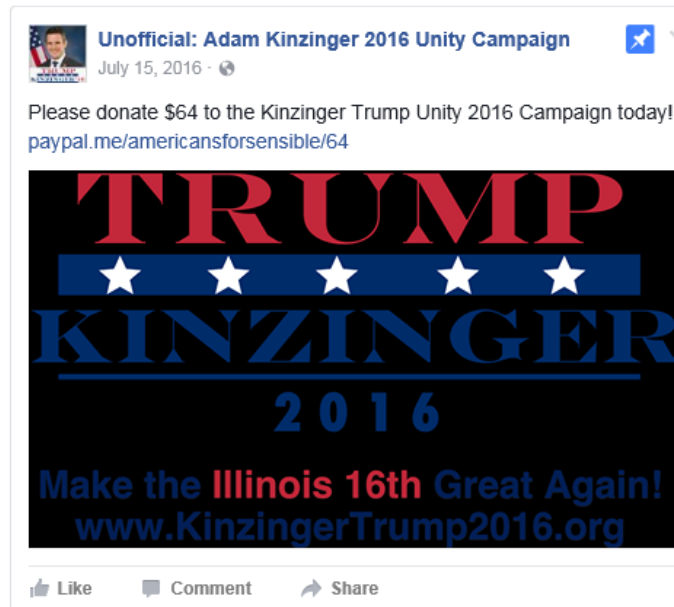 Unofficial: Adam Kinzinger 2016 Unity Campaign
July 15, 2016 ·
Please donate $64 to the Kinzinger Trump Unity 2016 Campaign today!
paypal.me/americansforsensible/64
TRUMP
KINZINGER
2016
Make the Illinois 16th Great Again!
www.KinzingerTrump2016.org
Like Comment Share